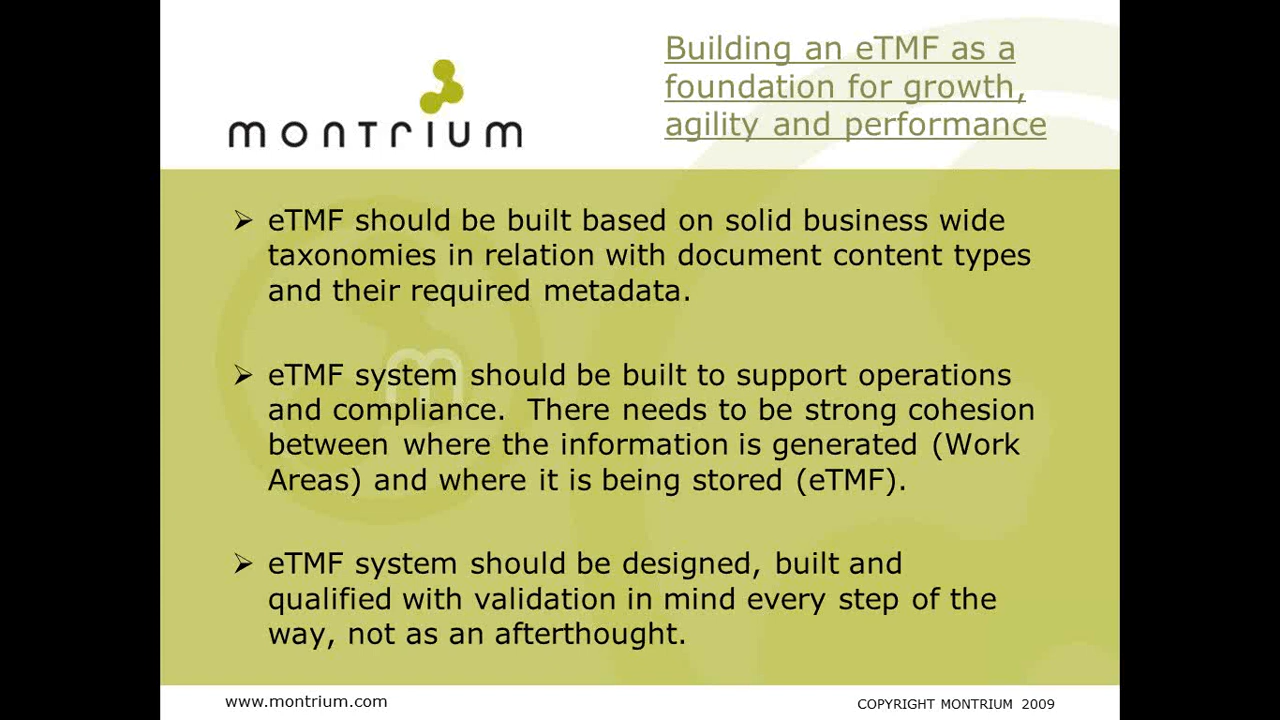 montrium
Building an eTMF as a
foundation for growth,
agility and performance
➢ eTMF should be built based on solid business wide
taxonomies in relation with document content types
and their required metadata.
➢ eTMF system should be built to support operations
and compliance.  There needs to be strong cohesion
between where the information is generated (Work
Areas) and where it is being stored (eTMF).
➢ eTMF system should be designed, built and
qualified with validation in mind every step of the
way, not as an afterthought.
m
www.montrium.com
COPYRIGHT MONTRIUM 2009